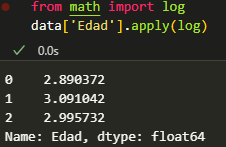 from math import log
data['Edad'].apply(log)
0.0s
0    2.890372
1    3.091042
2    2.995732
Name: Edad, dtype: float64